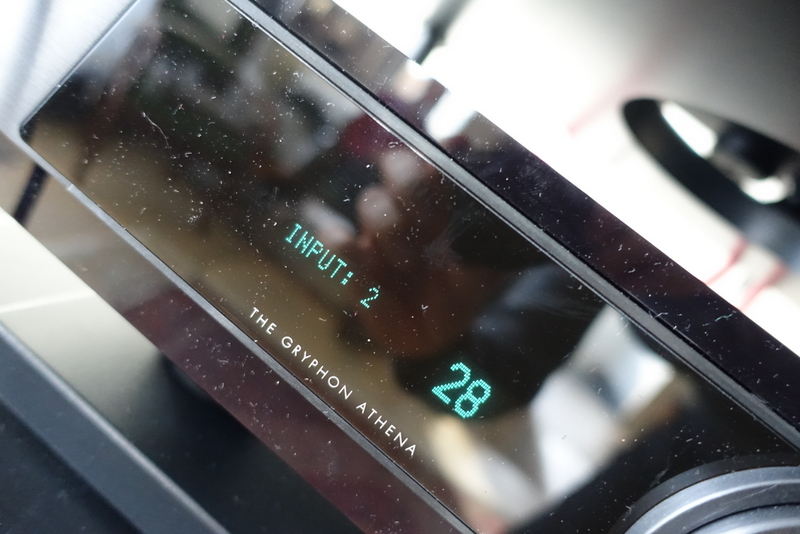 INPUT: 2
28
THE GRYPHON ATHENA